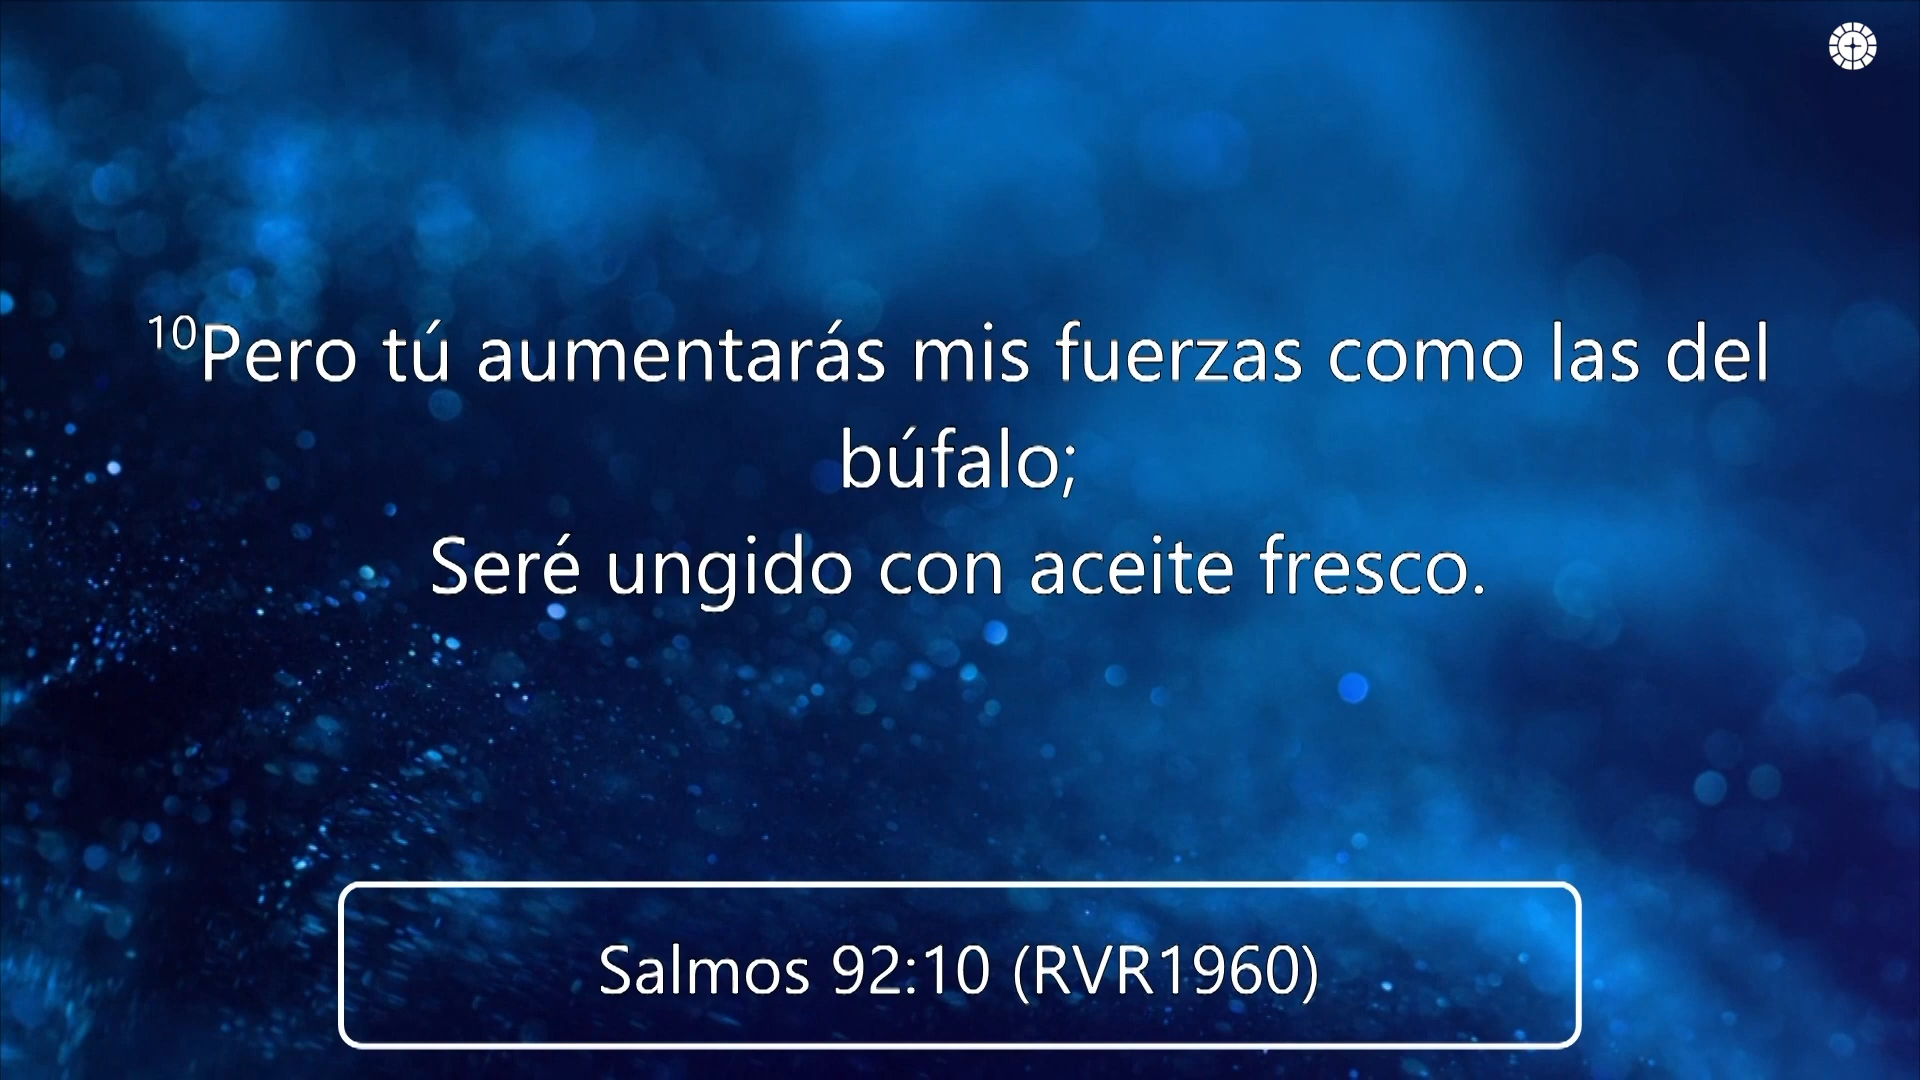 10Pero tú aumentarás mis fuerzas como las del
búfalo;
Seré ungido con aceite fresco.
Salmos 92:10 (RVR1960)